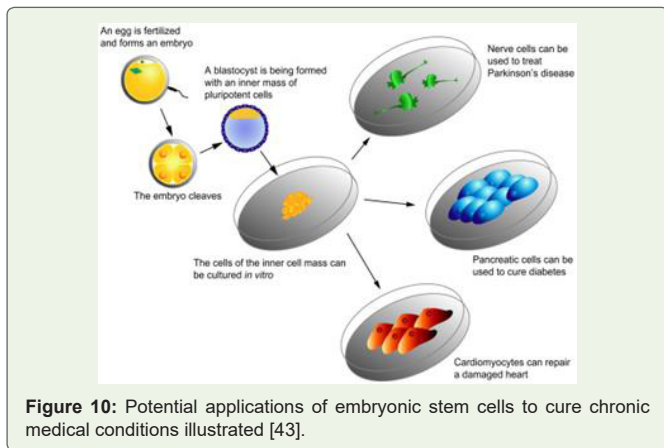 An egg is fertilized
and forms an embryo
A blastocyst is being formed
with an inner mass of
pluripotent cells
Nerve cells can be
used to treat
Parkinson's disease
The embryo cleaves
The cells of the inner cell mass can
be cultured in vitro
Pancreatic cells can be
used to cure diabetes
Cardiomyocytes can repair
a damaged heart
Figure 10: Potential applications of embryonic stem cells to cure chronic
medical conditions illustrated [43].